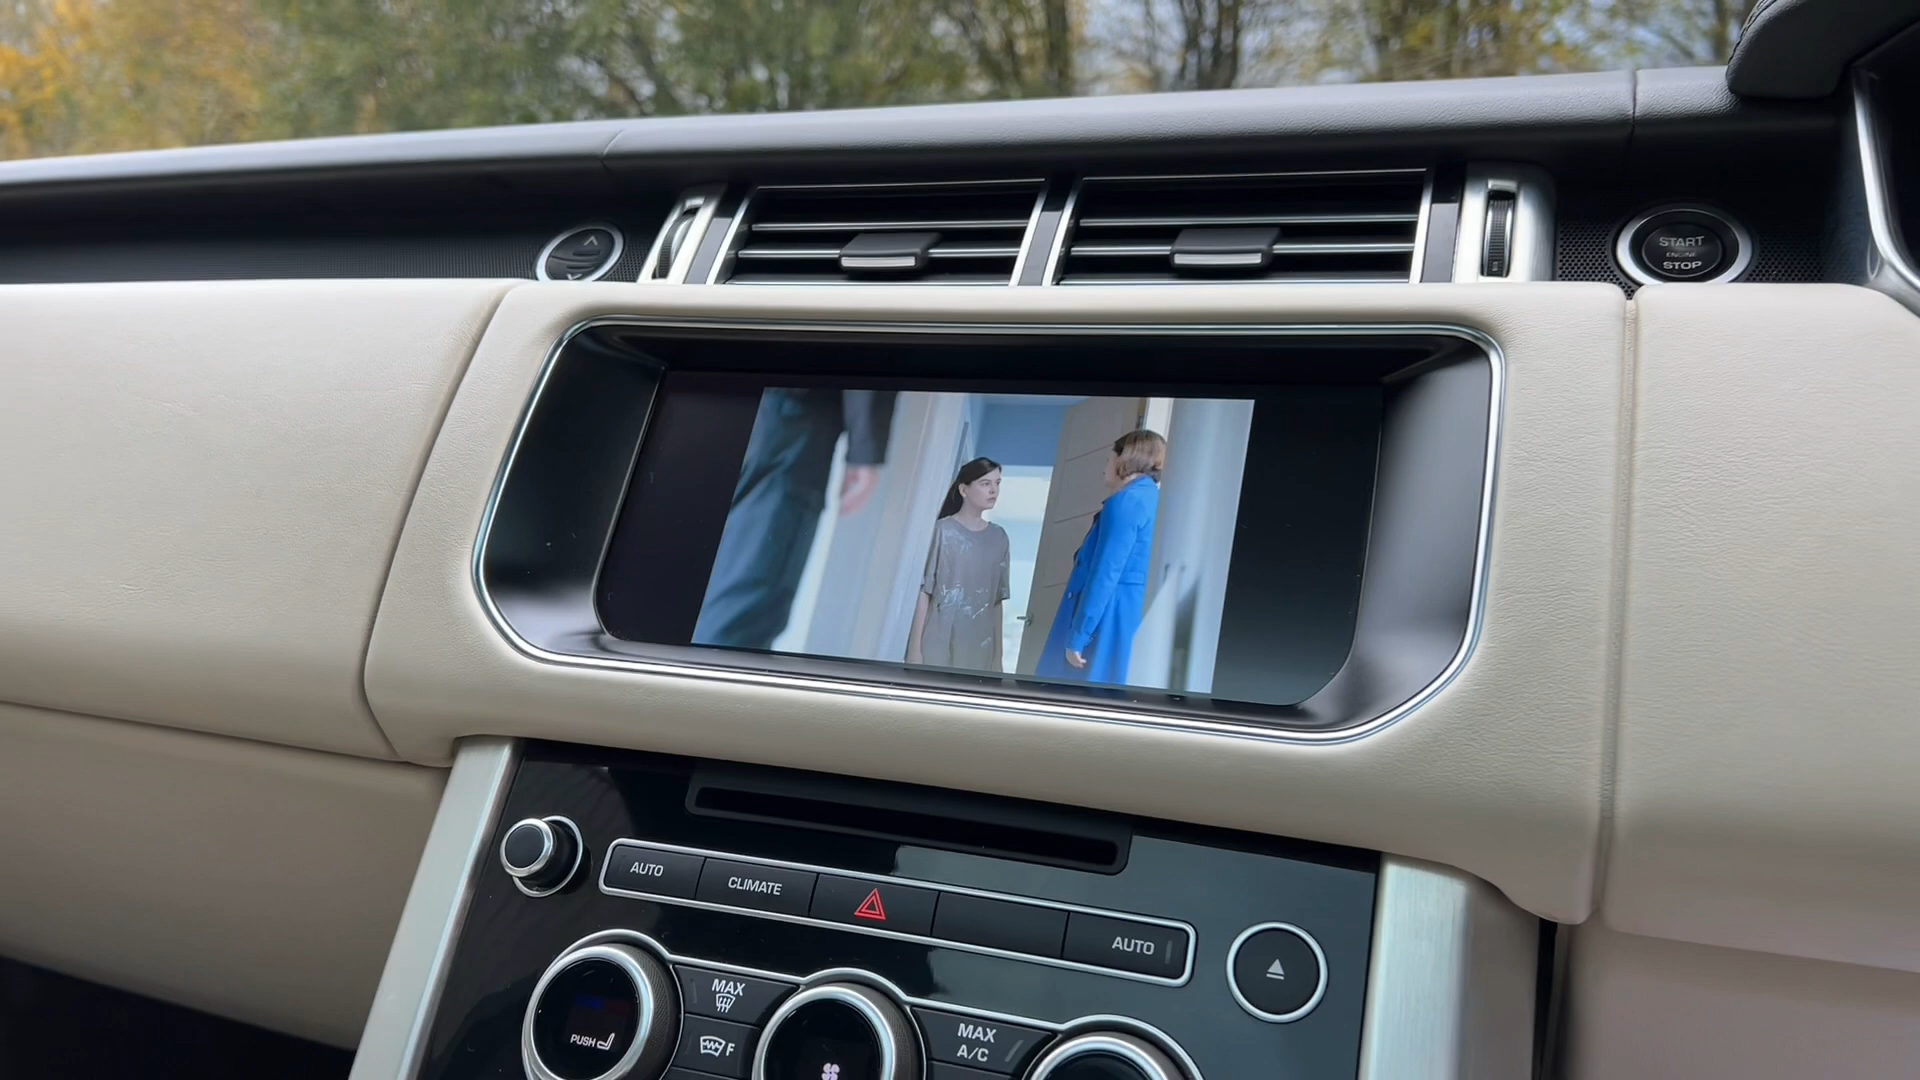 START
ENGINE
STOP
AUTO
CLIMATE
AUTO
MAX
MAX
A/C
PUSH
F